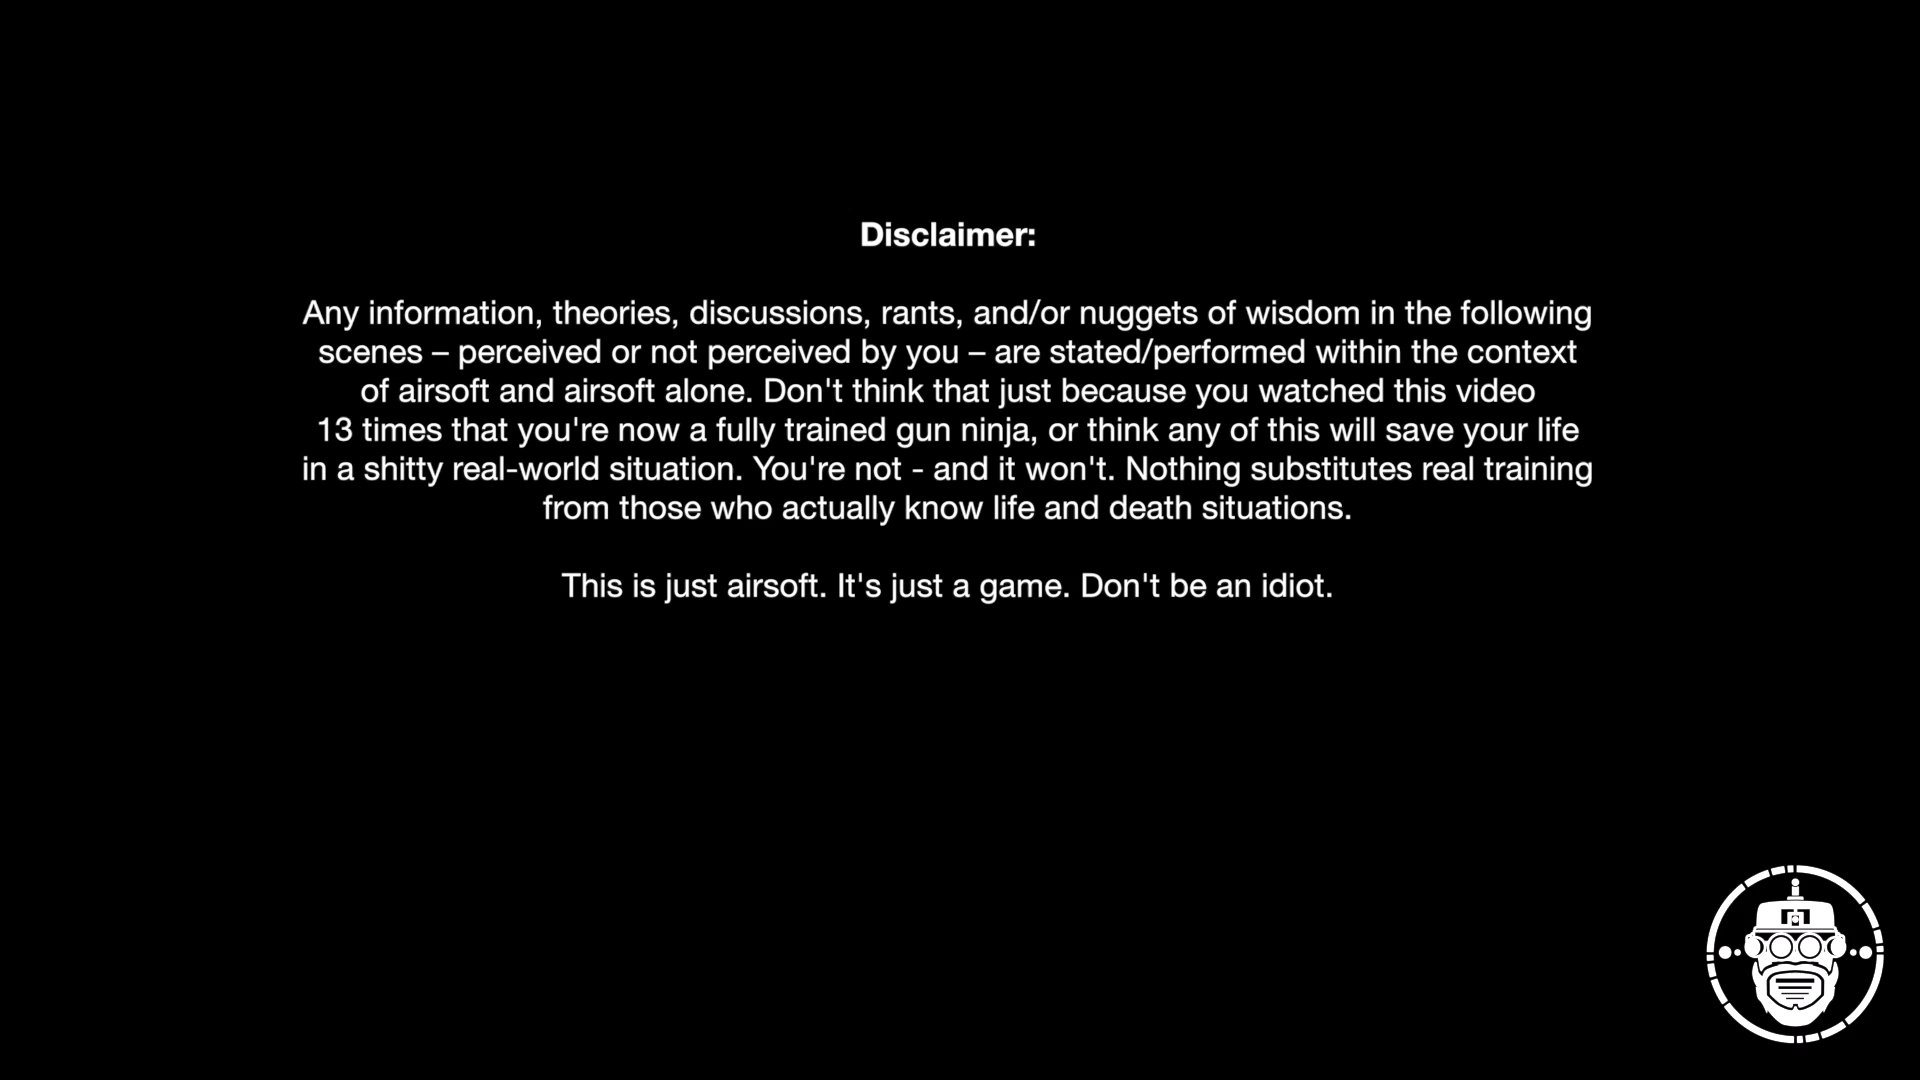 Disclaimer:
Any information, theories, discussions, rants, and/or nuggets of wisdom in the following
scenes – perceived or not perceived by you – are stated/performed within the context
of airsoft and airsoft alone. Don't think that just because you watched this video
13 times that you're now a fully trained gun ninja, or think any of this will save your life
in a shitty real-world situation. You're not - and it won't. Nothing substitutes real training
from those who actually know life and death situations.
This is just airsoft. It's just a game. Don't be an idiot.